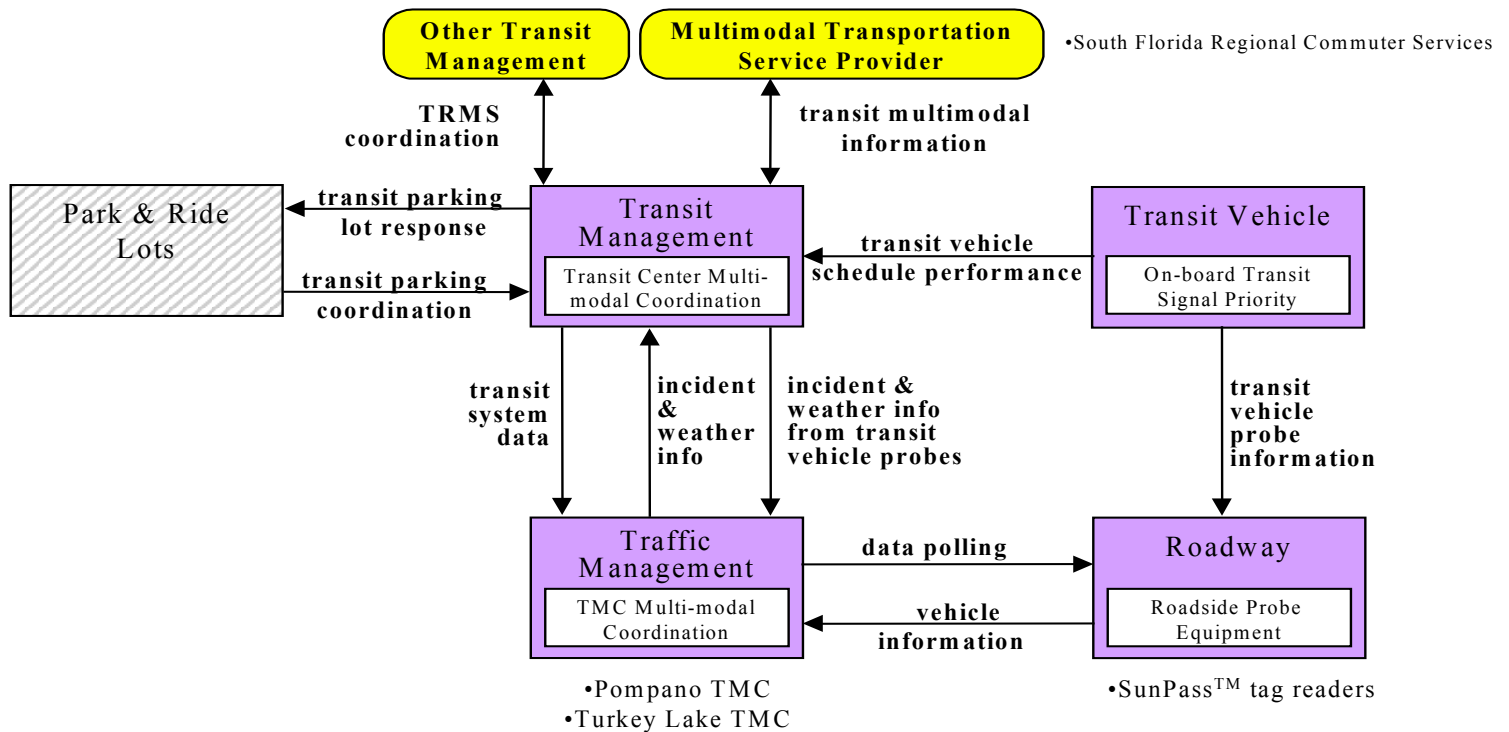 Other Transit
Management
Multimodal Transportation
Service Provider
•South Florida Regional Commuter Services
TRMS
coordination
transit multimodal
information
Park & Ride
Lots
transit parking
lot response
transit parking
coordination
Transit
Management
Transit Center Multi-
modal Coordination
transit vehicle
schedule performance
Transit Vehicle
On-board Transit
Signal Priority
transit
system
data
incident
&
weather
info
incident &
weather info
from transit
vehicle probes
transit
vehicle
probe
information
Traffic
Management
TMC Multi-modal
Coordination
data polling
vehicle
information
Roadway
Roadside Probe
Equipment
•Pompano TMC
•Turkey Lake TMC
•SunPass™ tag readers